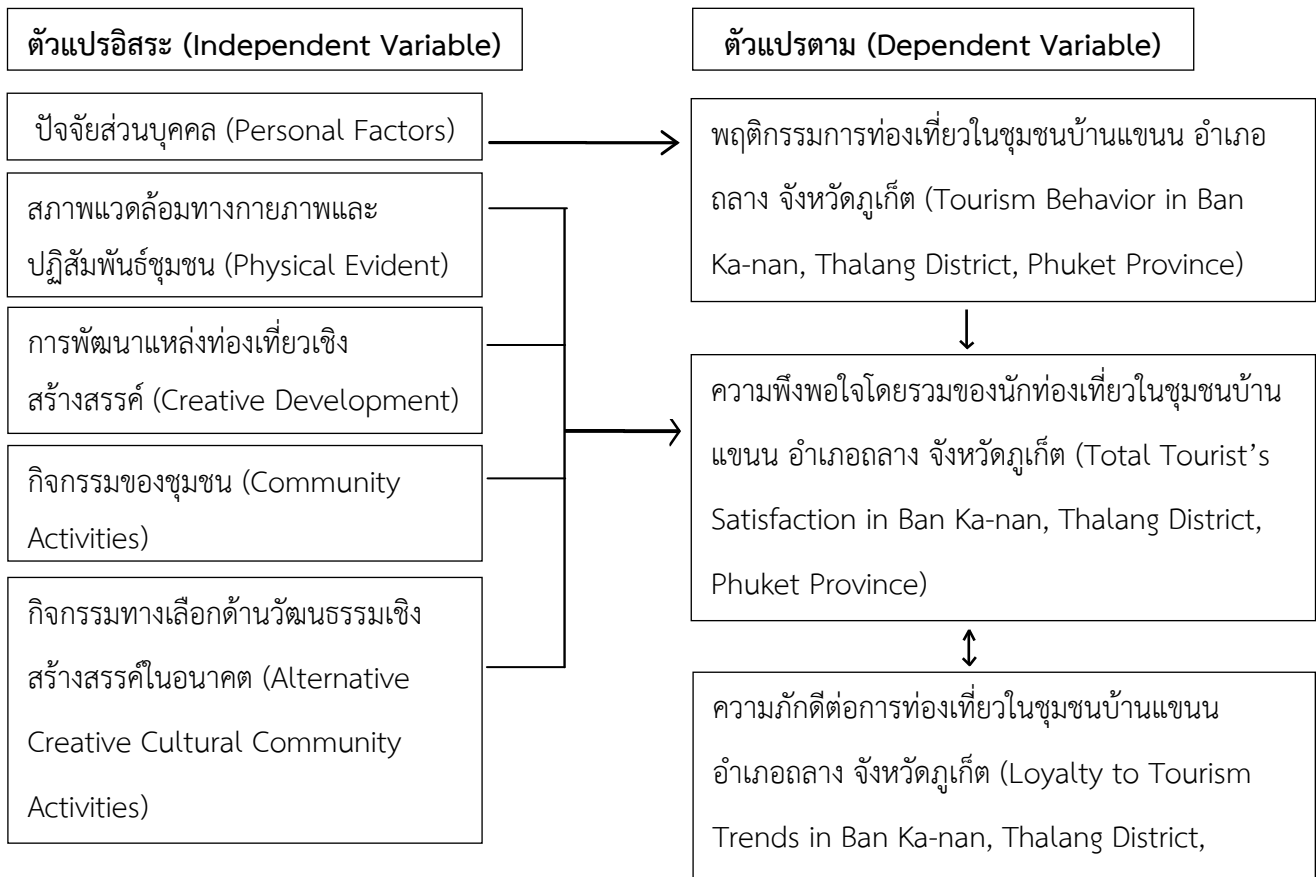 ตัวแปรอิสระ (Independent Variable)
ปัจจัยส่วนบุคคล (Personal Factors)
สภาพแวดล้อมทางกายภาพและ
ปฏิสัมพันธ์ชุมชน (Physical Evident)
การพัฒนาแหล่งท่องเที่ยวเชิง
สร้างสรรค์ (Creative Development)
กิจกรรมของชุมชน (Community
Activities)
กิจกรรมทางเลือกด้านวัฒนธรรมเชิง
สร้างสรรค์ในอนาคต (Alternative
Creative Cultural Community
Activities)
ตัวแปรตาม (Dependent Variable)
พฤติกรรมการท่องเที่ยวในชุมชนบ้านแขนน อำเภอ
ถลาง จังหวัดภูเก็ต (Tourism Behavior in Ban
Ka-nan, Thalang District, Phuket Province)
ความพึงพอใจโดยรวมของนักท่องเที่ยวในชุมชนบ้าน
แขนน อำเภอถลาง จังหวัดภูเก็ต (Total Tourist’s
Satisfaction in Ban Ka-nan, Thalang District,
Phuket Province)
ความภักดีต่อการท่องเที่ยวในชุมชนบ้านแขนน
อำเภอถลาง จังหวัดภูเก็ต (Loyalty to Tourism
Trends in Ban Ka-nan, Thalang District,